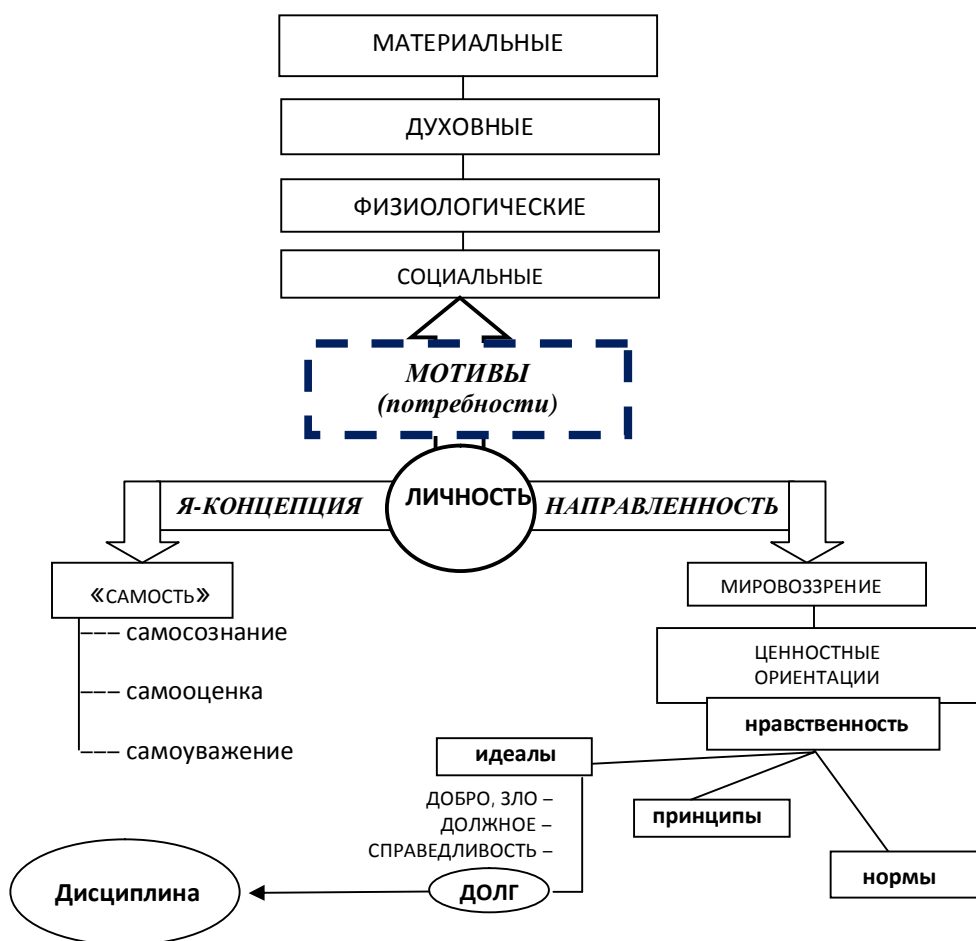 МАТЕРИАЛЬНЫЕ
ДУХОВНЫЕ
ФИЗИОЛОГИЧЕСКИЕ
СОЦИАЛЬНЫЕ
МОТИВЫ
(потребности)
Я-КОНЦЕПЦИЯ
ЛИЧНОСТЬ
НАПРАВЛЕННОСТЬ
«САМОСТЬ»
––– самосознание
––– самооценка
––– самоуважение
МИРОВОЗЗРЕНИЕ
ЦЕННОСТНЫЕ
ОРИЕНТАЦИИ
нравственность
идеалы
ДОБРО, ЗЛО –
ДОЛЖНОЕ –
СПРАВЕДЛИВОСТЬ –
принципы
нормы
ДОЛГ
Дисциплина